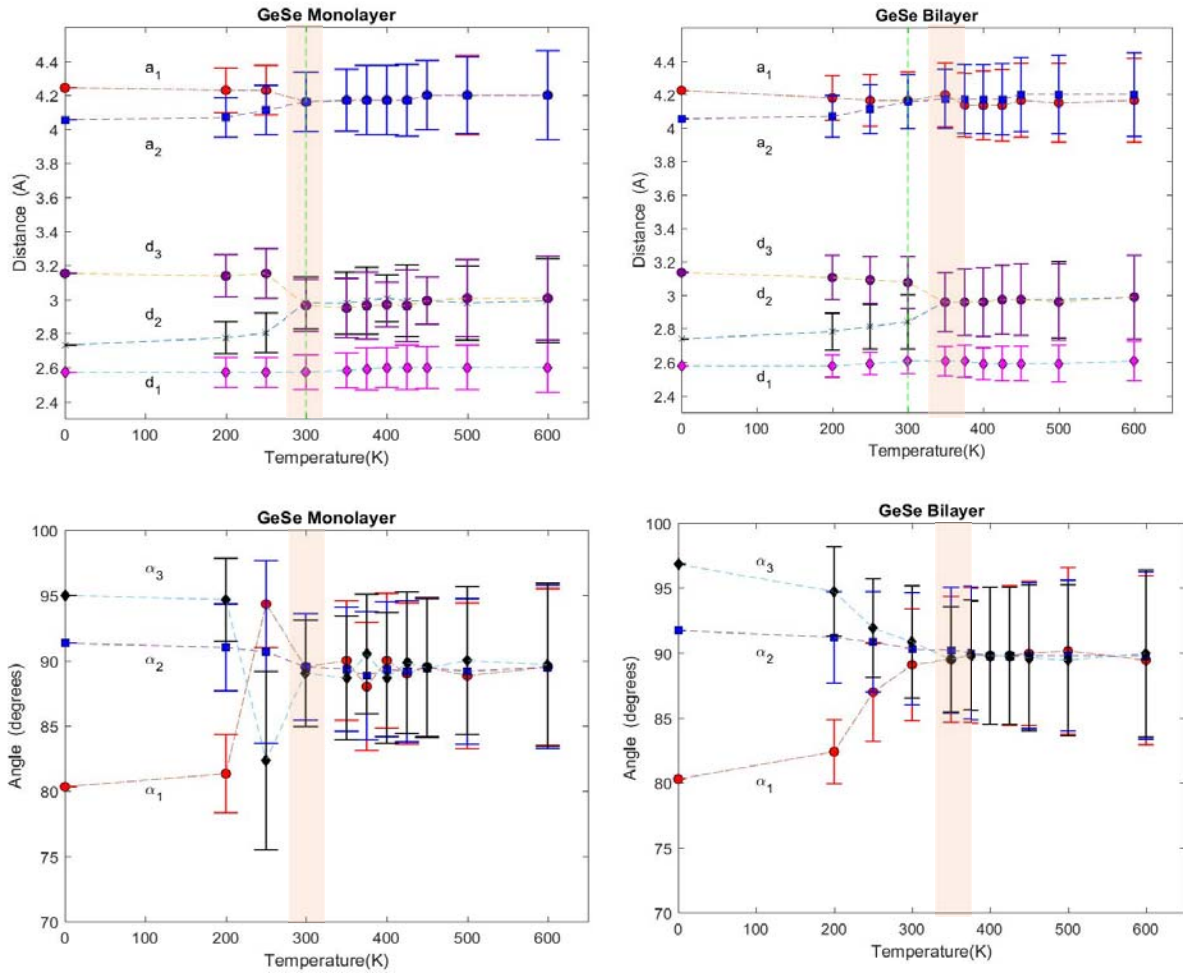 GeSe Monolayer
4.4
4.2
4
3.8
3.6
3.4
3.2
3
2.8
2.6
2.4
Distance (A)
a1
a2
d3
d2
d1
0 100 200 300 400 500 600
Temperature(K)
GeSe Bilayer
4.4
4.2
4
3.8
3.6
3.4
3.2
3
2.8
2.6
2.4
Distance (A)
a1
a2
d3
d2
d1
0 100 200 300 400 500 600
Temperature(K)
GeSe Monolayer
100
95
90
85
80
75
70
Angle (degrees)
α3
α2
α1
0 100 200 300 400 500 600
Temperature(K)
GeSe Bilayer
100
95
90
85
80
75
70
Angle (degrees)
α3
α2
α1
0 100 200 300 400 500 600
Temperature(K)